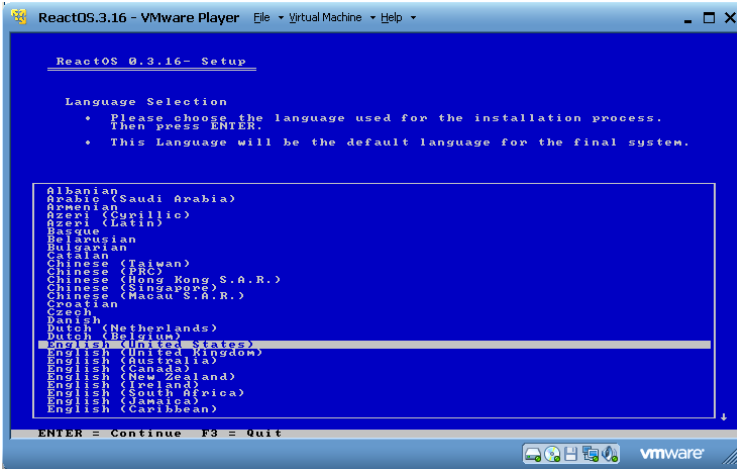 ReactOS.3.16 - VMware Player File Virtual Machine Help
ReactOS 0.3.16- Setup
Language Selection
• Please choose the language used for the installation process.
Then press ENTER.
• This Language will be the default language for the final system.
Albanian
Arabic (Saudi Arabia)
Armenian
Azeri (Cyrillic)
Azeri (Latin)
Basque
Belarusian
Bulgarian
Catalan
Chinese (Taiwan)
Chinese (PRC)
Chinese (Hong Kong S.A.R.)
Chinese (Singapore)
Chinese (Macau S.A.R.)
Croatian
Czech
Danish
Dutch (Netherlands)
Dutch (Belgium)
English (United States)
English (United Kingdom)
English (Australia)
English (Canada)
English (New Zealand)
English (Ireland)
English (South Africa)
English (Jamaica)
English (Caribbean)
ENTER = Continue F3 = Quit
vmware